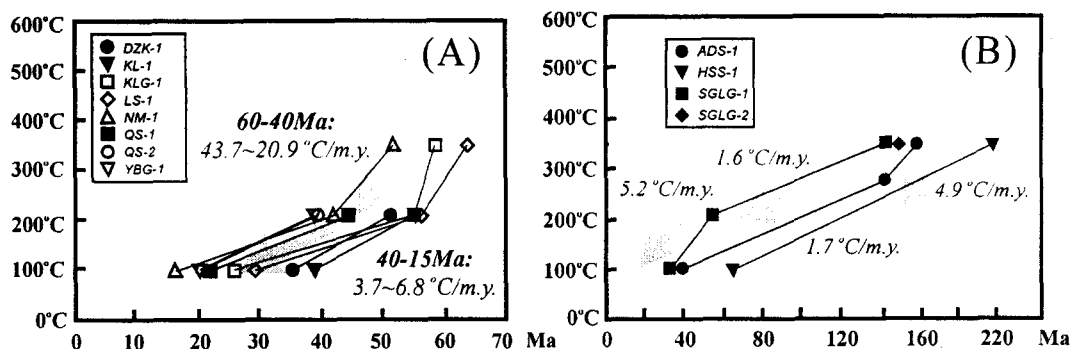 600°C
500°C
400°C
300°C
200°C
100°C
0°C
DZK-1
KL-1
KLG-1
LS-1
NM-1
QS-1
QS-2
YBG-1
(A)
60-40Ma:
43.7~20.9°C/m.y.
40-15Ma:
3.7~6.8°C/m.y.
0 10 20 30 40 50 60 70 Ma
600°C
500°C
400°C
300°C
200°C
100°C
0°C
ADS-1
HSS-1
SGLG-1
SGLG-2
(B)
1.6°C/m.y.
5.2°C/m.y.
4.9°C/m.y.
1.7°C/m.y.
0 40 80 120 160 220 Ma